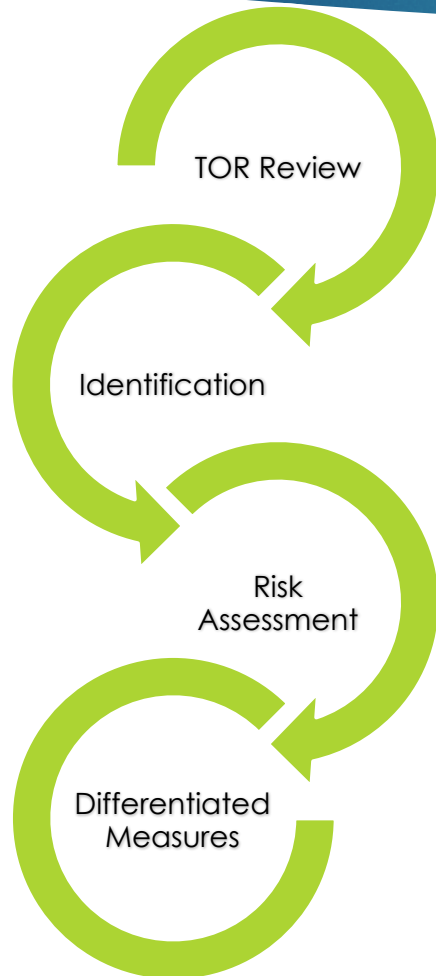 TOR Review
Identification
Risk
Assessment
Differentiated
Measures